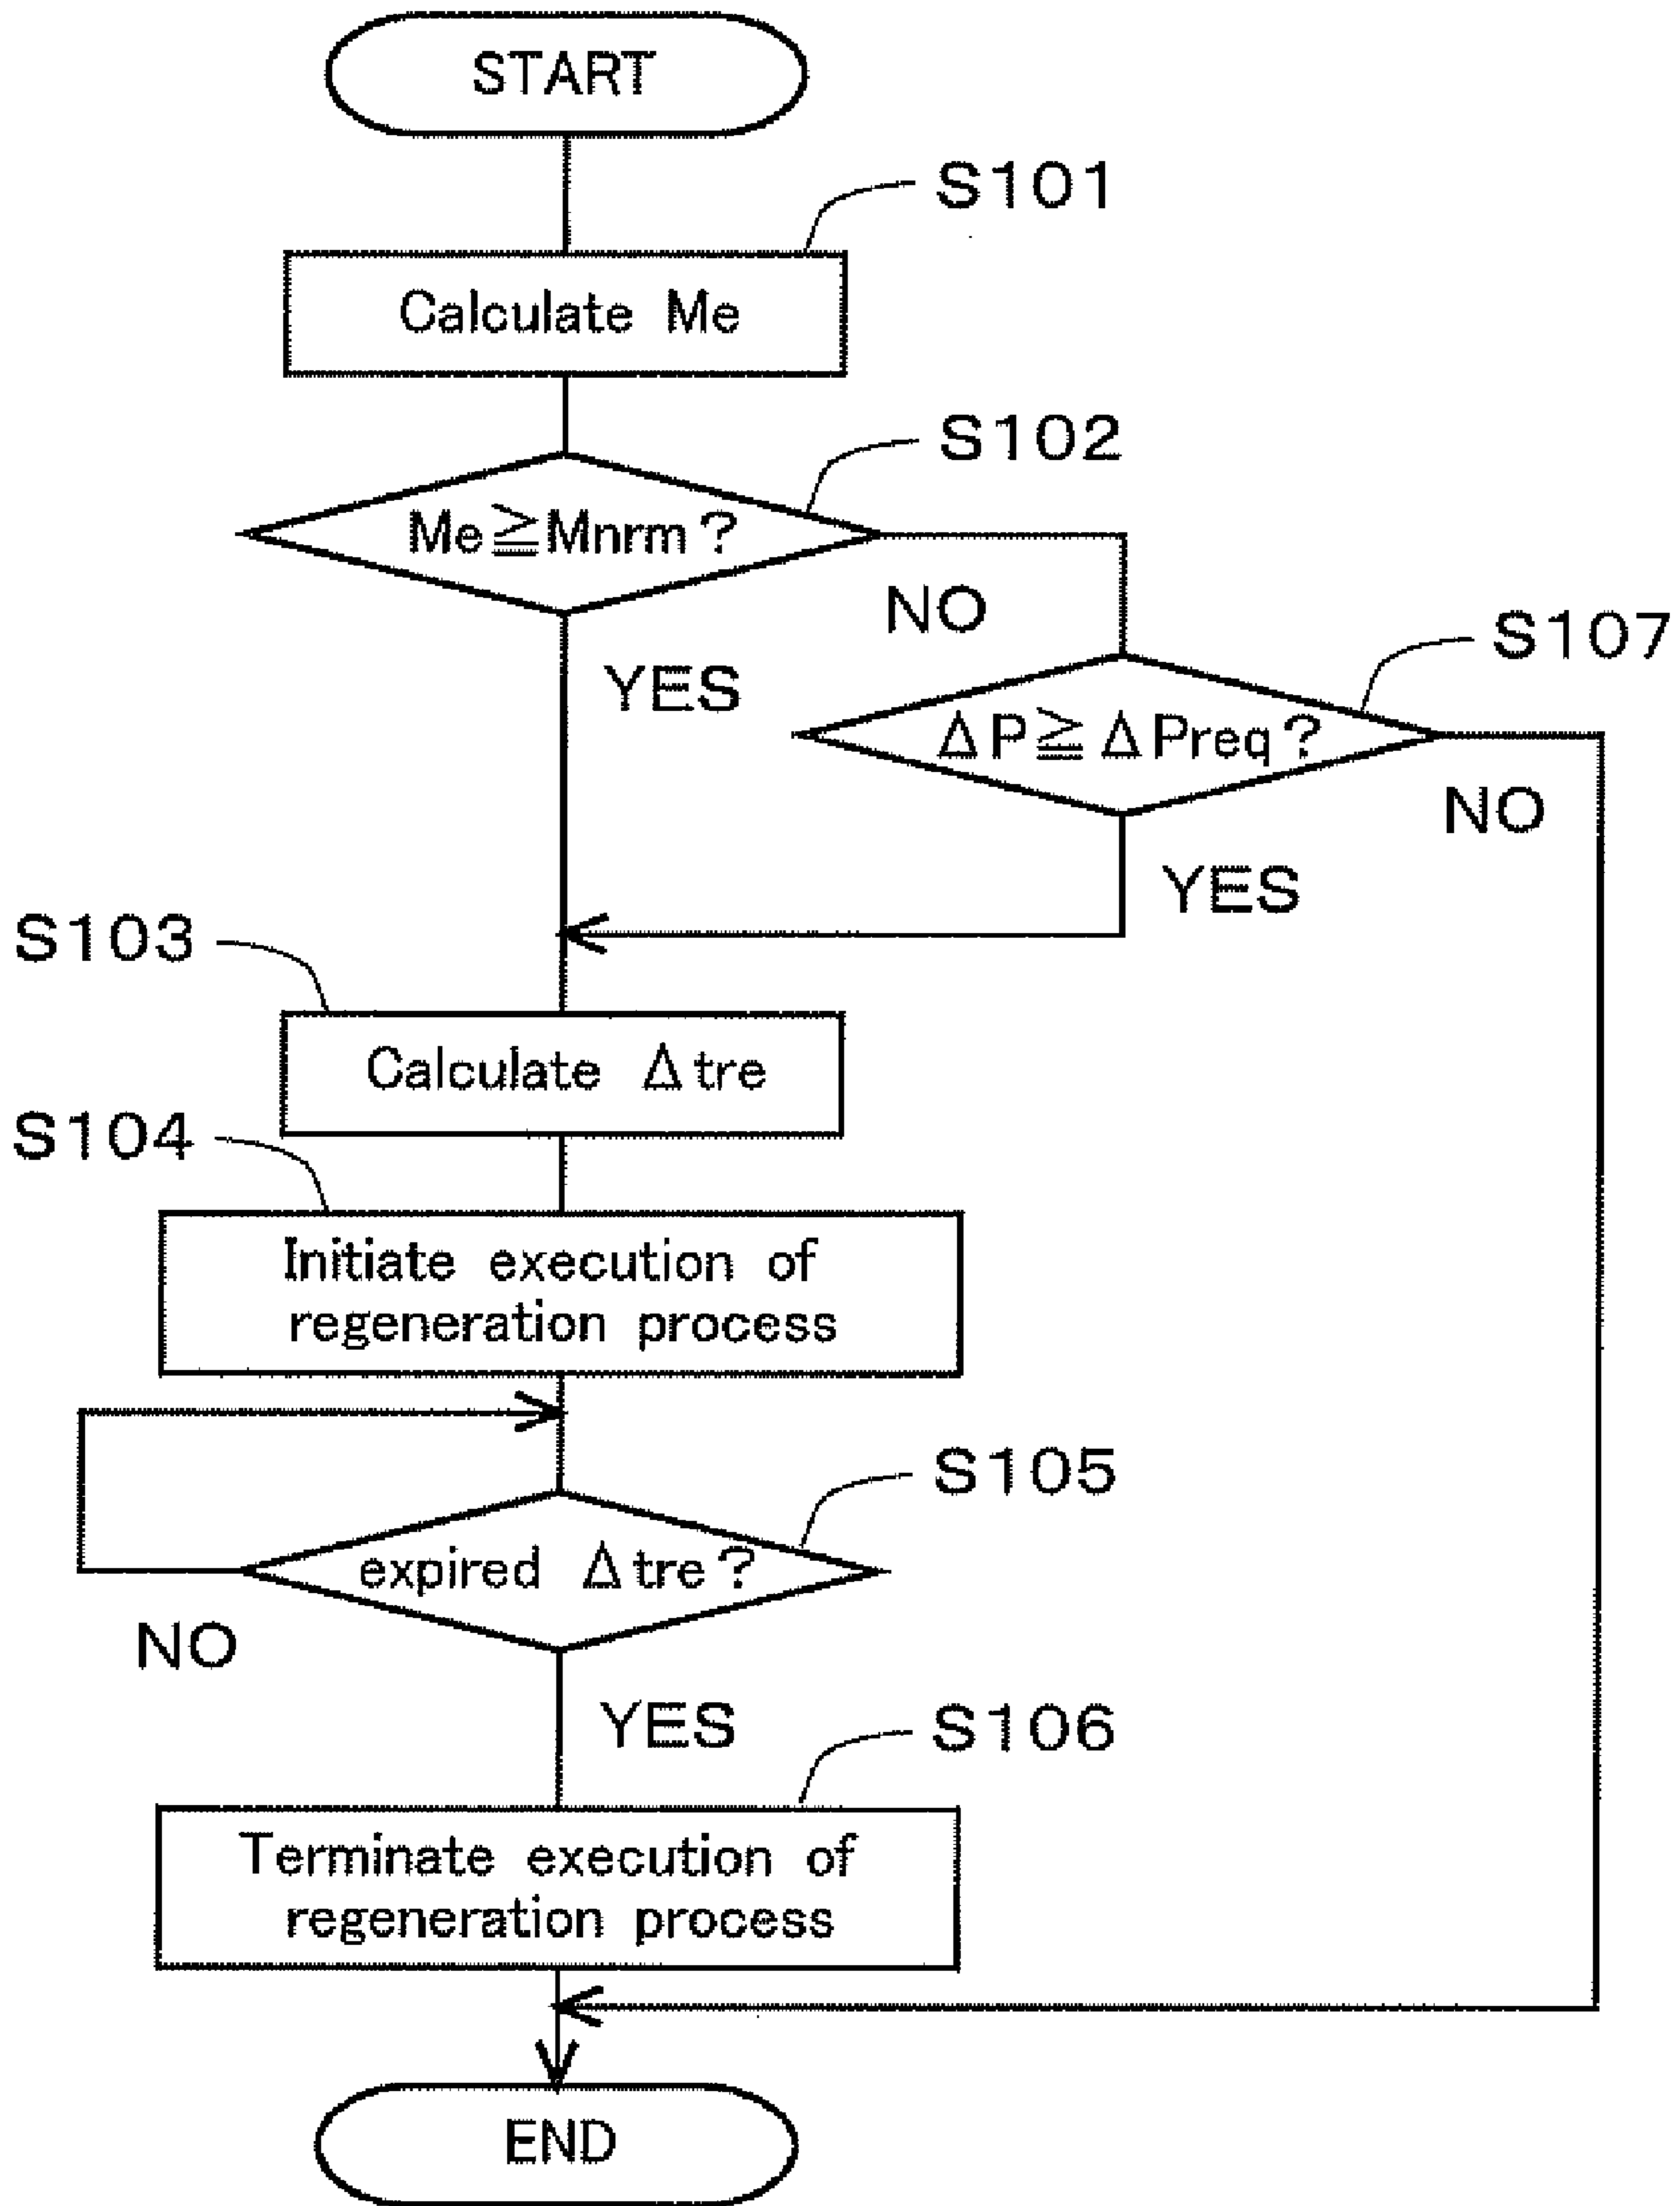 START
S101
Calculate Me
S102
Me≧Mnrm?
NO
S107
YES
ΔP≧ΔPreq?
NO
YES
S103
Calculate Δtre
S104
Initiate execution of
regeneration process
S105
expired Δtre?
NO
YES
S106
Terminate execution of
regeneration process
END